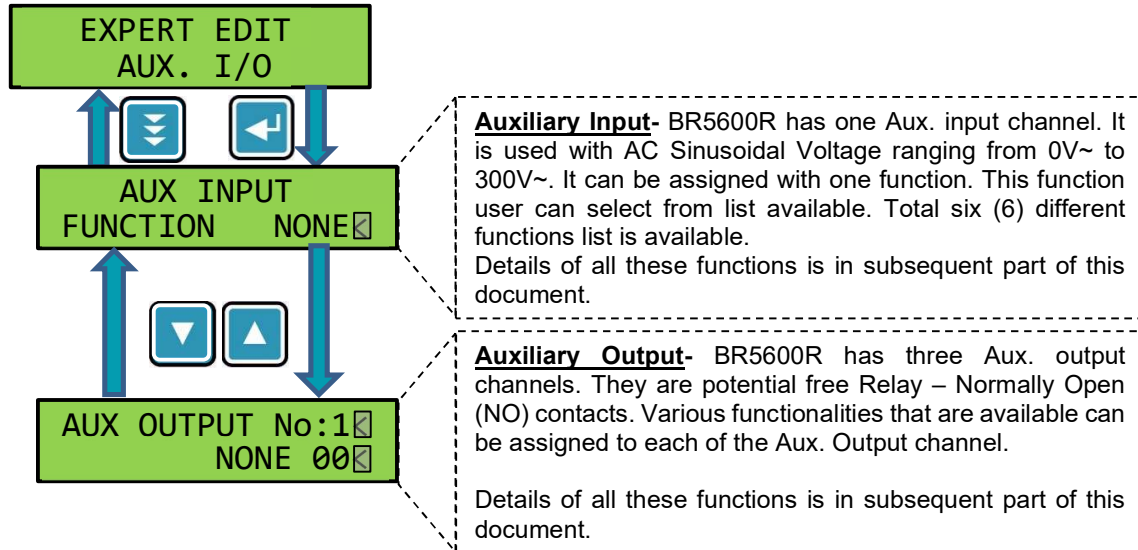 EXPERT EDIT
AUX. I/O
AUX INPUT
FUNCTION NONE
Auxiliary Input- BR5600R has one Aux. input channel. It
is used with AC Sinusoidal Voltage ranging from 0V~ to
300V~. It can be assigned with one function. This function
user can select from list available. Total six (6) different
functions list is available.
Details of all these functions is in subsequent part of this
document.
AUX OUTPUT No:1
NONE 00
Auxiliary Output- BR5600R has three Aux. output
channels. They are potential free Relay – Normally Open
(NO) contacts. Various functionalities that are available can
be assigned to each of the Aux. Output channel.
Details of all these functions is in subsequent part of this
document.